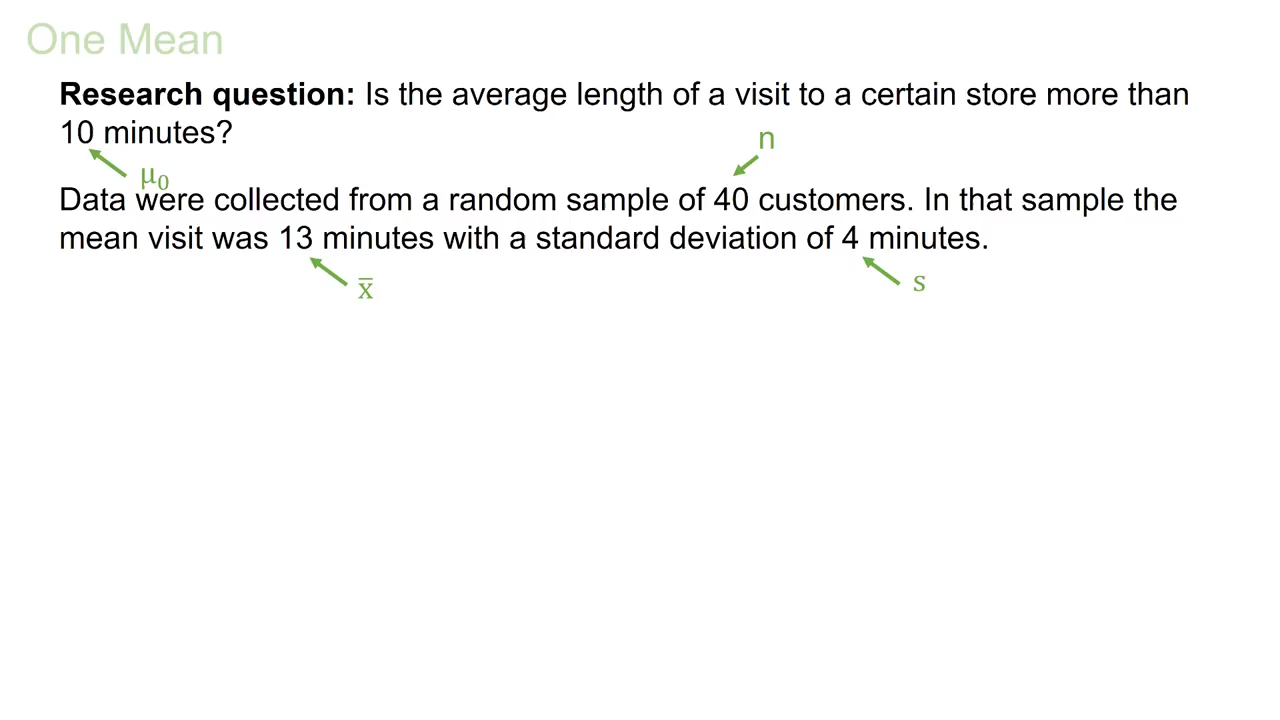 One Mean
Research question: Is the average length of a visit to a certain store more than
10 minutes?
n
μ₀
Data were collected from a random sample of 40 customers. In that sample the
mean visit was 13 minutes with a standard deviation of 4 minutes.
x̅
s